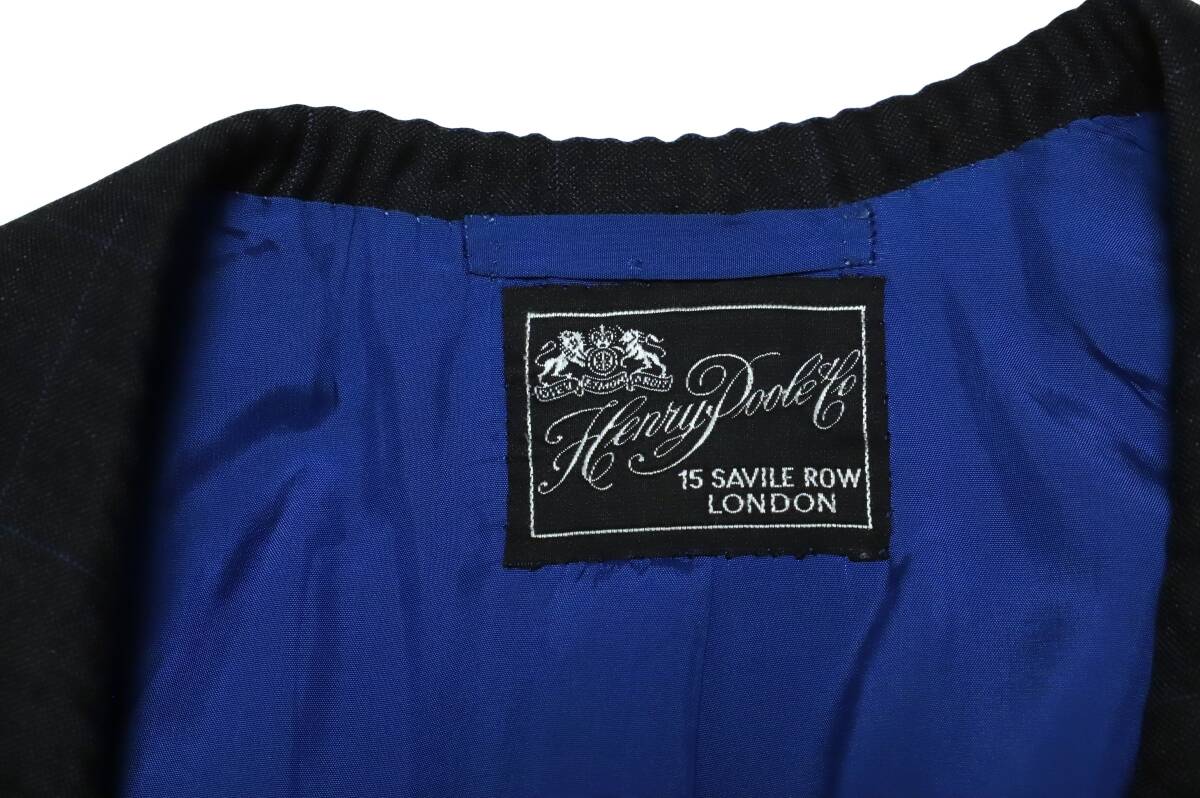 Henry Poole & Co
15 SAVILE ROW
LONDON